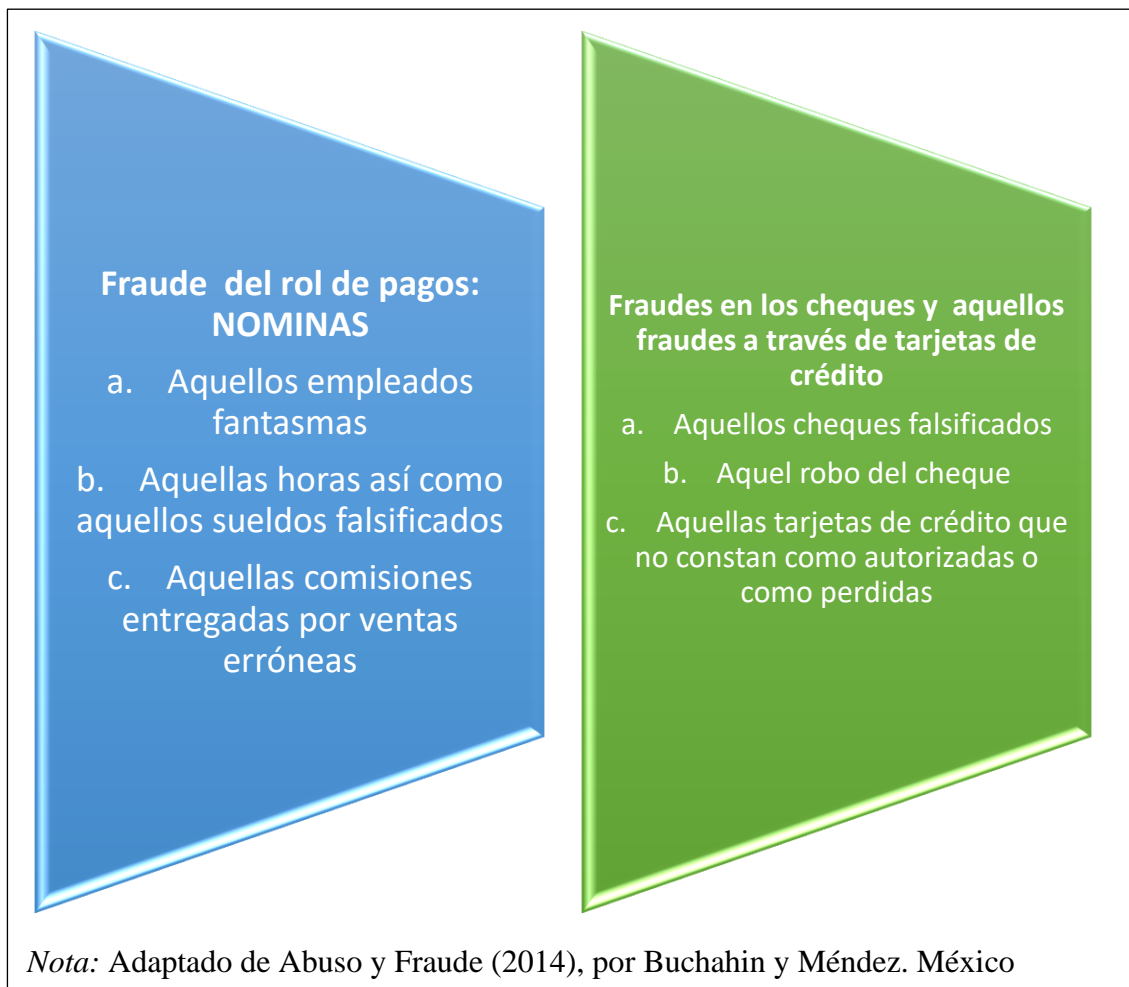 Fraude del rol de pagos:
NOMINAS
a. Aquellos empleados
fantasmas
b. Aquellas horas así como
aquellos sueldos falsificados
c. Aquellas comisiones
entregadas por ventas
erróneas
Fraudes en los cheques y aquellos
fraudes a través de tarjetas de
crédito
a. Aquellos cheques falsificados
b. Aquel robo del cheque
c. Aquellas tarjetas de crédito que
no constan como autorizadas o
como perdidas
Nota: Adaptado de Abuso y Fraude (2014), por Buchahin y Méndez. México